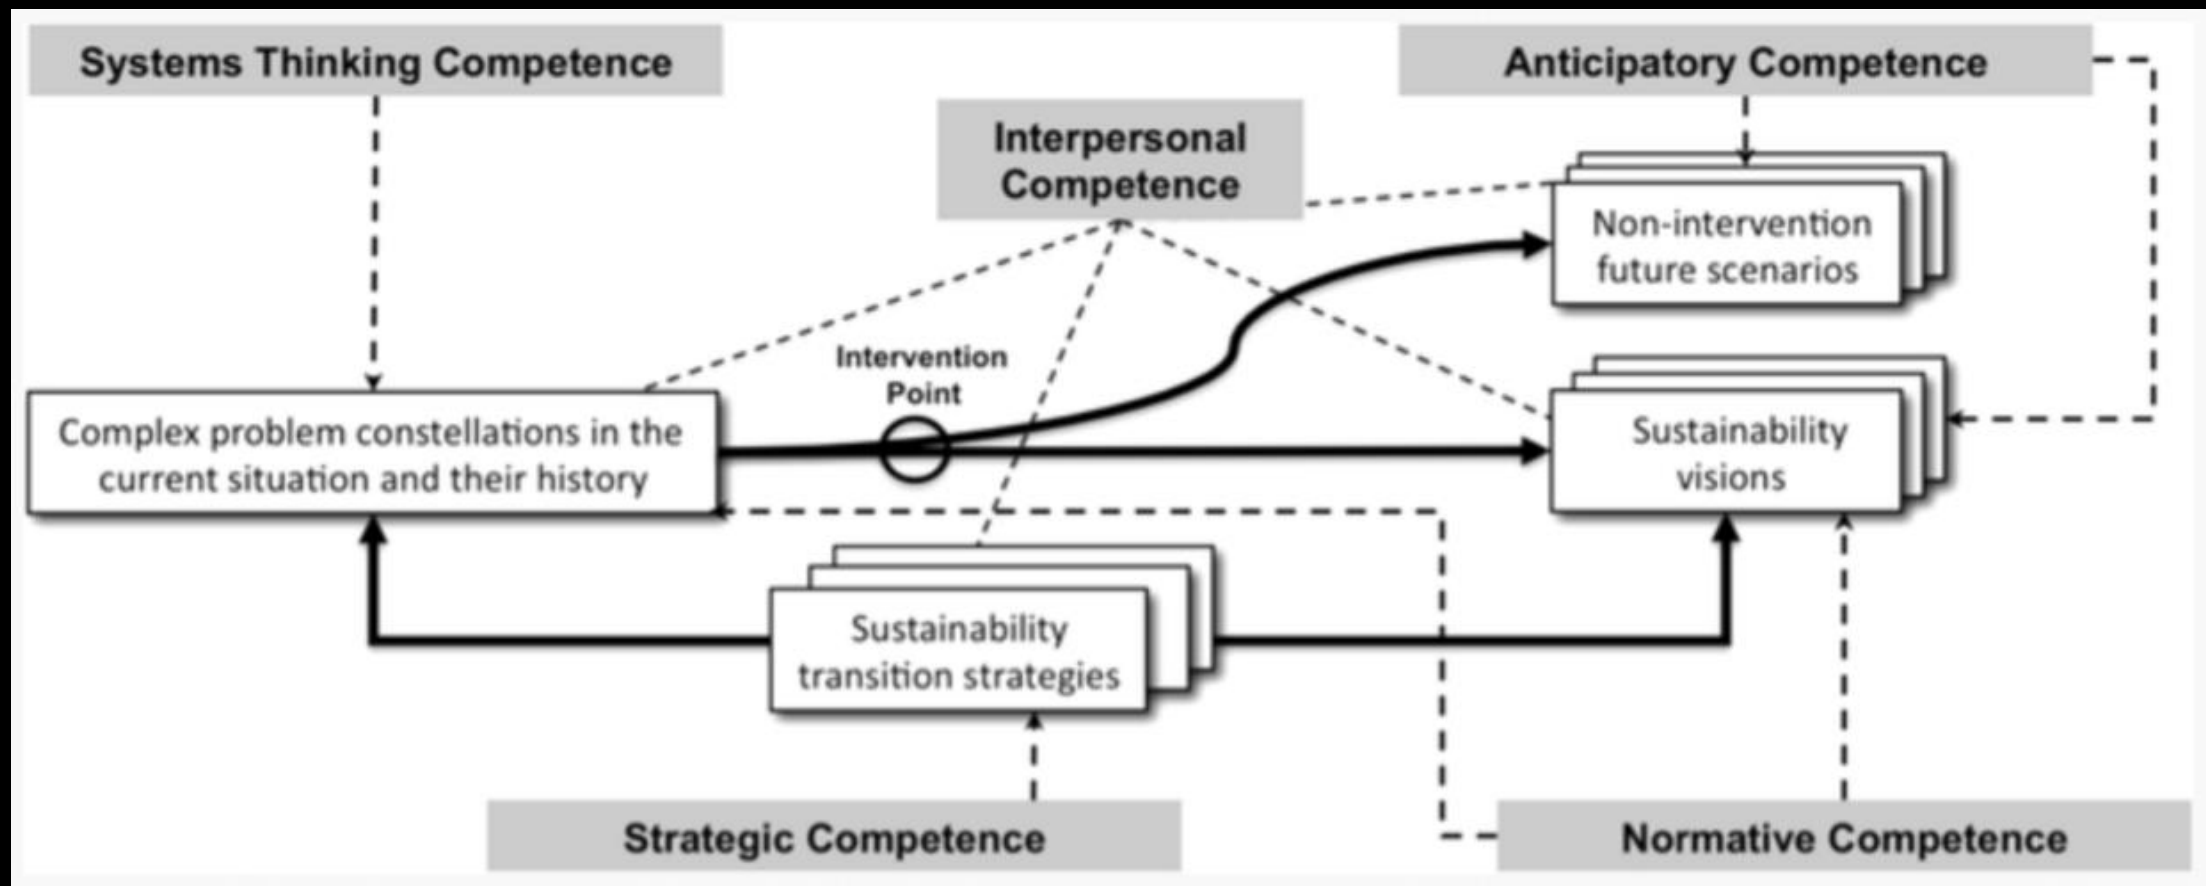 Systems Thinking Competence
Anticipatory Competence
Interpersonal
Competence
Non-intervention
future scenarios
Intervention
Point
Complex problem constellations in the
current situation and their history
Sustainability
visions
Sustainability
transition strategies
Strategic Competence
Normative Competence